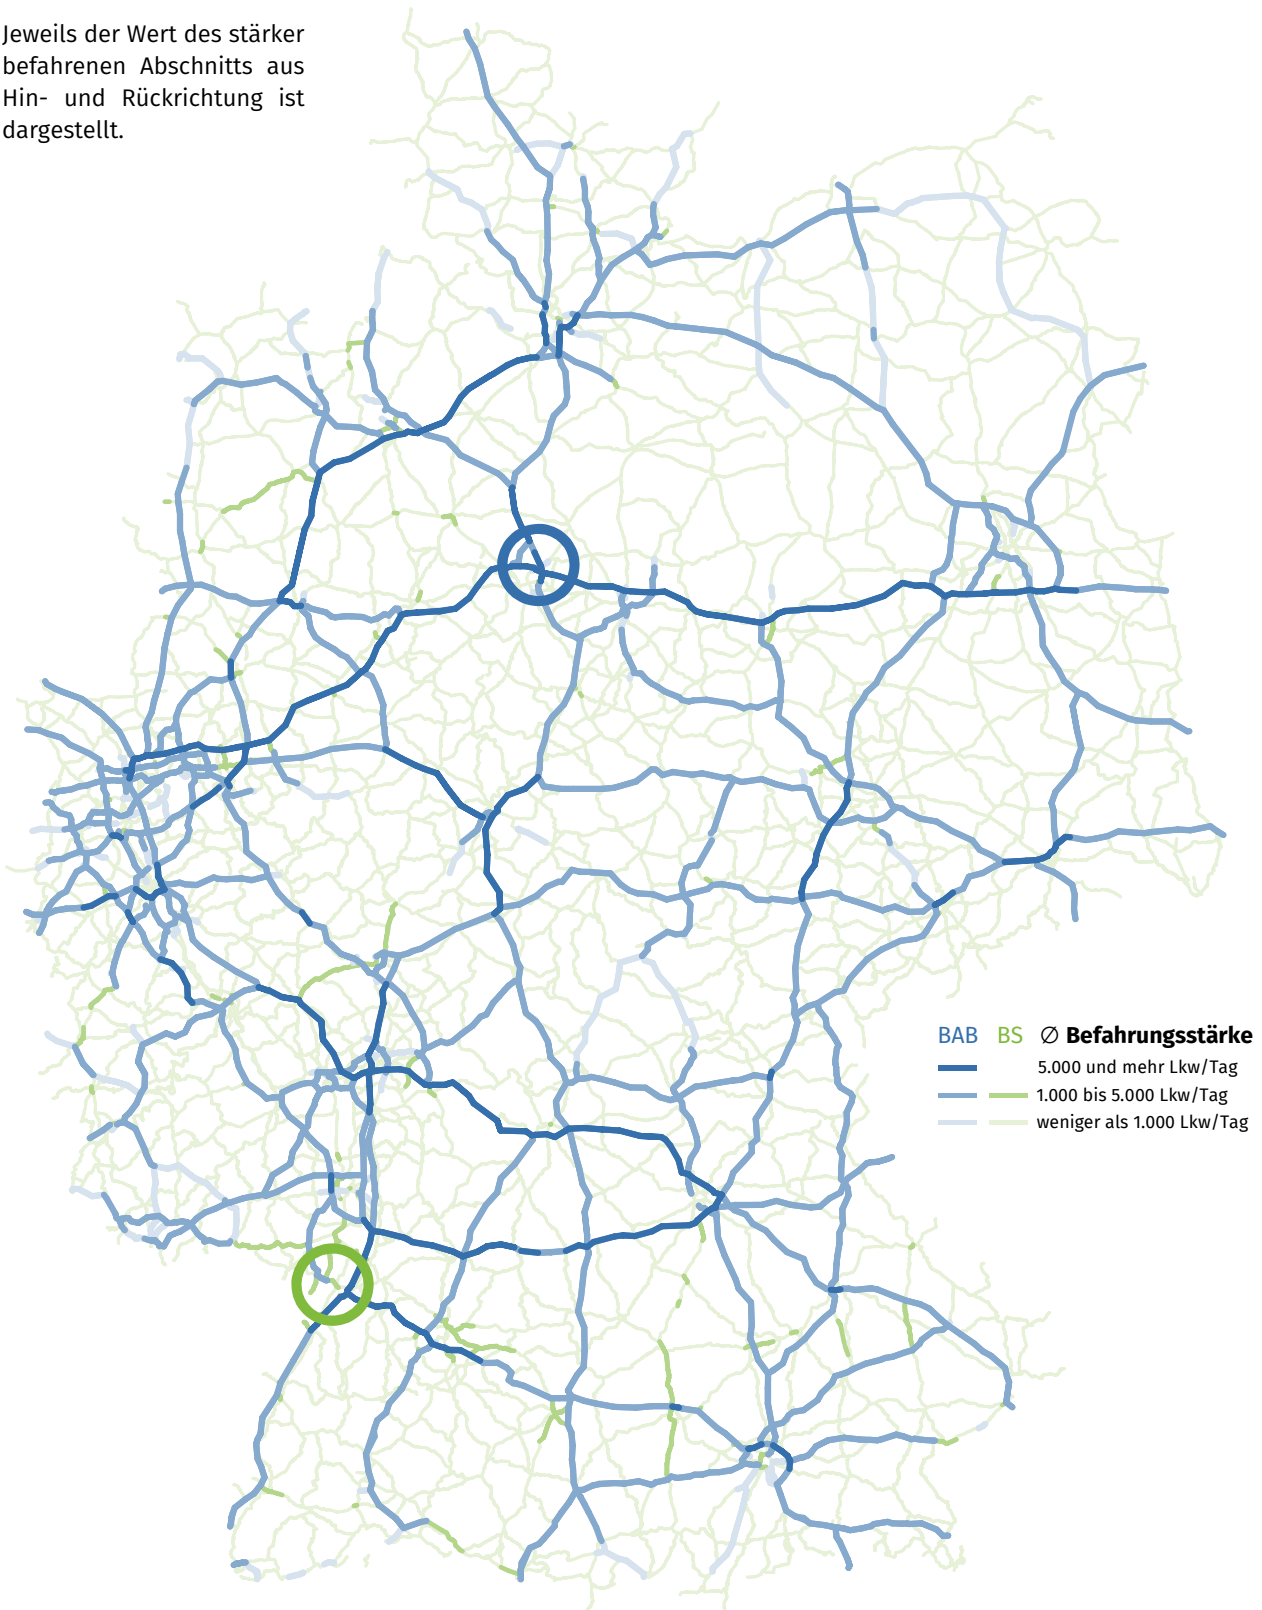 Jeweils der Wert des stärker
befahrenen Abschnitts aus
Hin- und Rückrichtung ist
dargestellt.
BAB BS ∅ Befahrungsstärke
5.000 und mehr Lkw/Tag
1.000 bis 5.000 Lkw/Tag
weniger als 1.000 Lkw/Tag